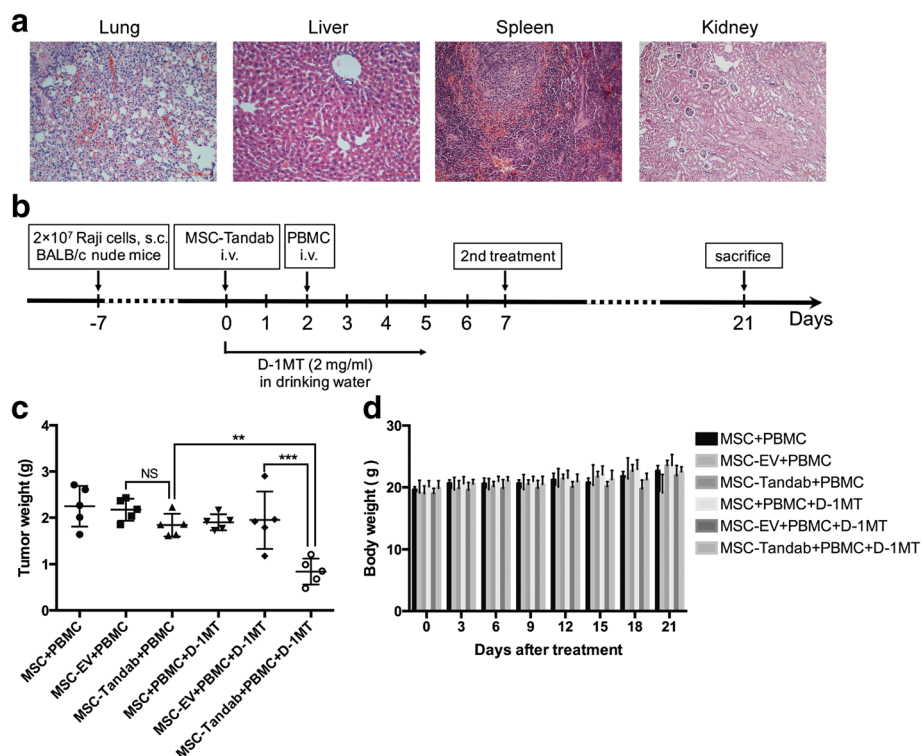 a
Lung Liver Spleen Kidney
b
2×10⁷ Raji cells, s.c.
BALB/c nude mice
MSC-Tandab
i.v.
PBMC
i.v.
2nd treatment
sacrifice
-7 0 1 2 3 4 5 6 7 21 Days
D-1MT (2 mg/ml)
in drinking water
c
Tumor weight (g)
4
3
2
1
0
NS
**
***
MSC+PBMC
MSC-EV+PBMC
MSC-Tandab+PBMC
MSC+PBMC+D-1MT
MSC-EV+PBMC+D-1MT
MSC-Tandab+PBMC+D-1MT
d
Body weight ( g )
30
20
10
0
0 3 6 9 12 15 18 21
Days after treatment
MSC+PBMC
MSC-EV+PBMC
MSC-Tandab+PBMC
MSC+PBMC+D-1MT
MSC-EV+PBMC+D-1MT
MSC-Tandab+PBMC+D-1MT